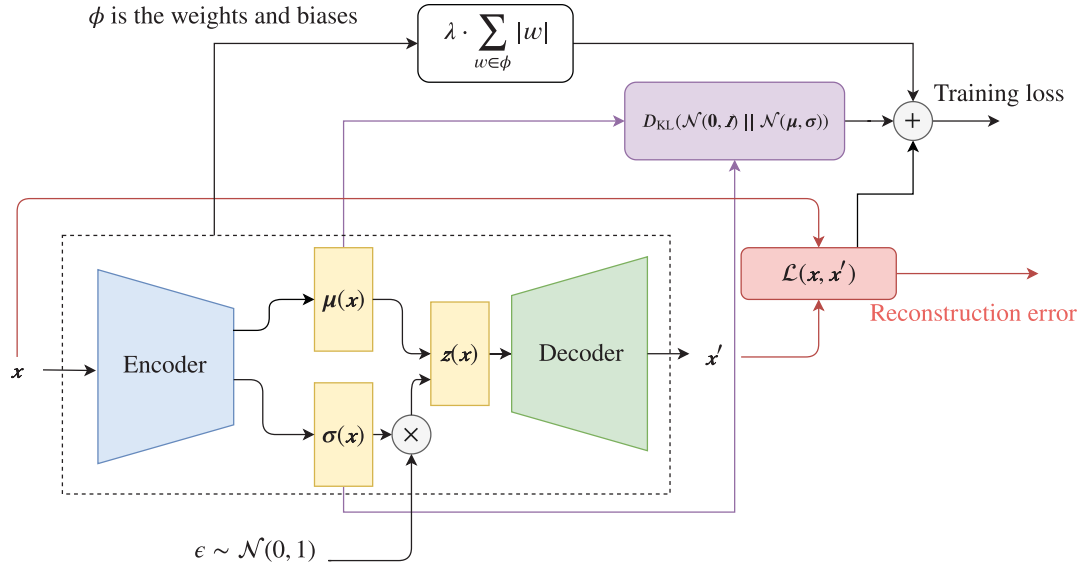 ϕ is the weights and biases
λ · ∑ |w|
w∈ϕ
D_KL(𝒩(0, I) || 𝒩(μ, σ))
Training loss
+
ℒ(x, x′)
Reconstruction error
μ(x)
Encoder
z(x)
Decoder
x′
x
σ(x)
×
ϵ ∼ 𝒩(0, 1)